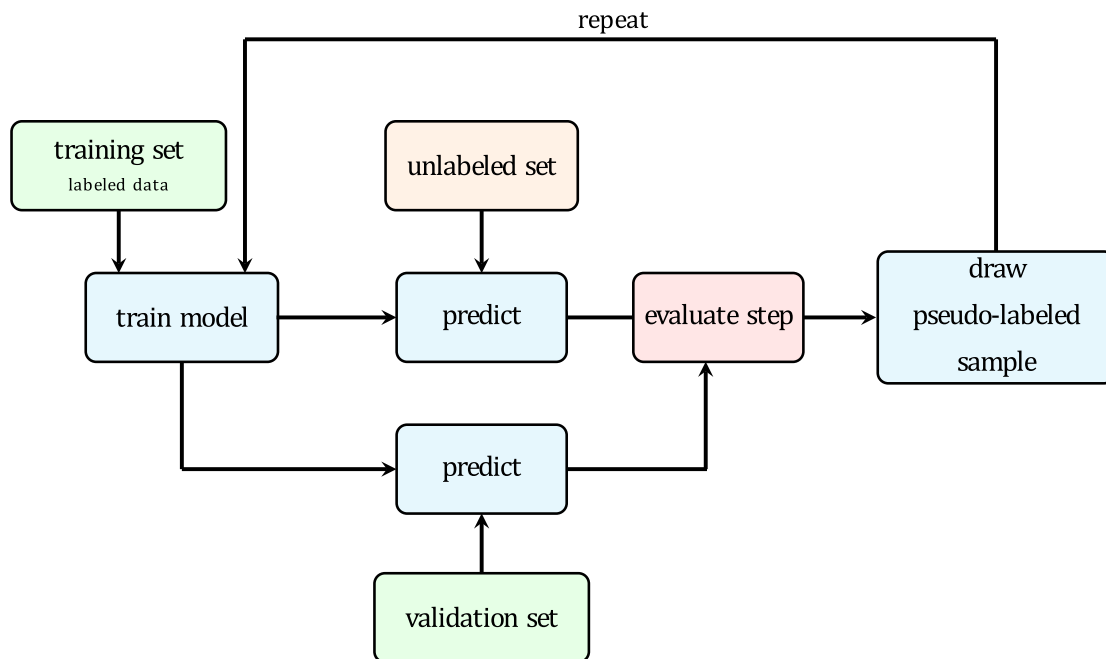 repeat
training set
labeled data
unlabeled set
train model
predict
evaluate step
draw
pseudo-labeled
sample
predict
validation set